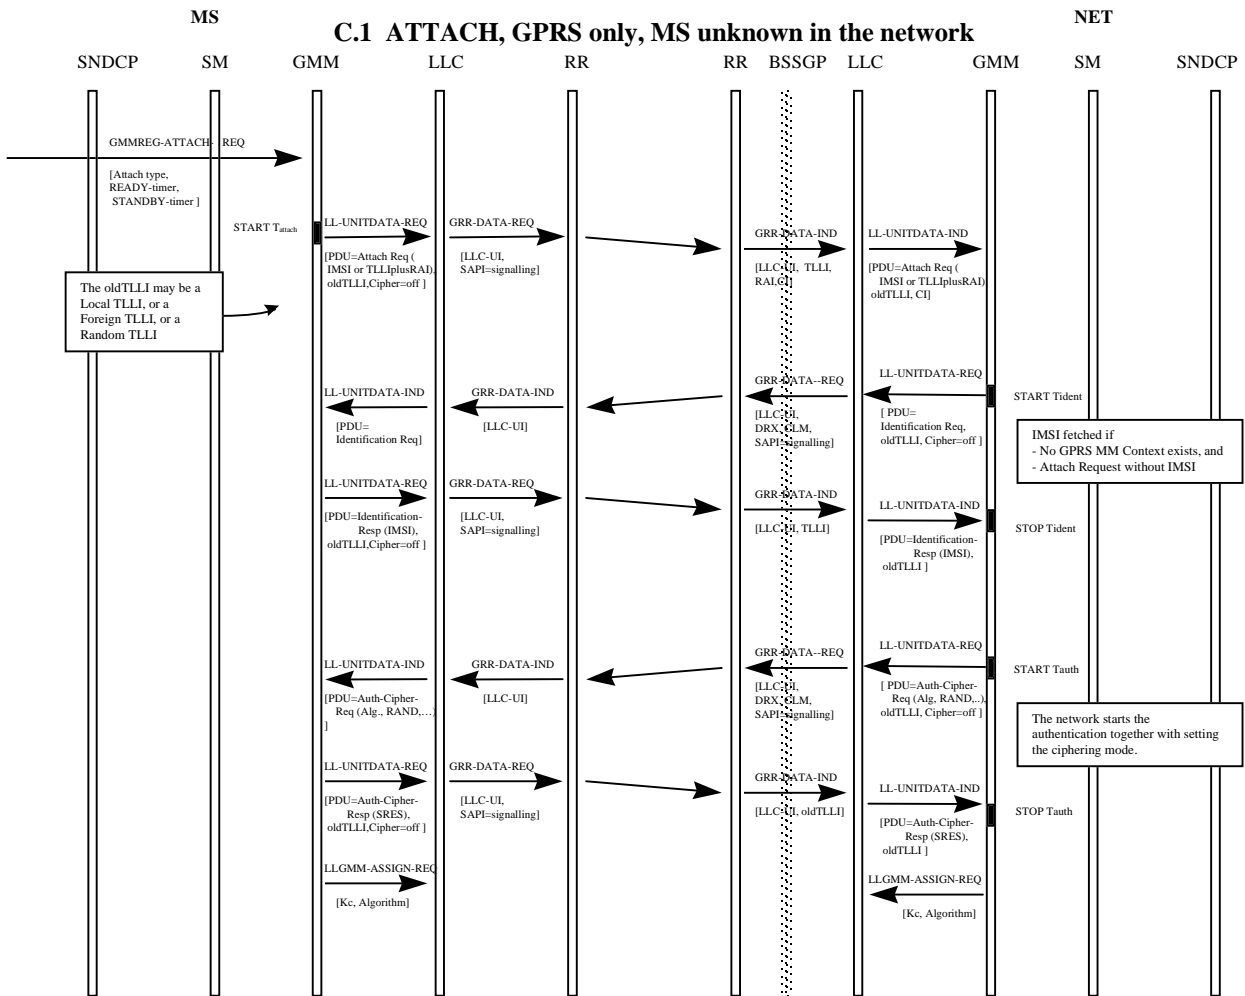 MS
NET
C.1 ATTACH, GPRS only, MS unknown in the network
SNDCP SM GMM LLC RR RR BSSGP LLC GMM SM SNDCP
GMMREG-ATTACH- REQ
[Attach type,
READY-timer,
STANDBY-timer ]
START Tattach
LL-UNITDATA-REQ
[PDU=Attach Req (
IMSI or TLLIplusRAI),
oldTLLI,Cipher=off ]
GRR-DATA-REQ
[LLC-UI,
SAPI=signalling]
GRR-DATA-IND
[LLC-UI, TLLI,
RAI,CI]
LL-UNITDATA-IND
[PDU=Attach Req (
IMSI or TLLIplusRAI)
oldTLLI, CI]
The oldTLLI may be a
Local TLLI, or a
Foreign TLLI, or a
Random TLLI
LL-UNITDATA-REQ
[ PDU=
Identification Req,
oldTLLI, Cipher=off ]
START Tident
GRR-DATA--REQ
[LLC-UI,
DRX, CLM,
SAPI=signalling]
GRR-DATA-IND
[LLC-UI]
LL-UNITDATA-IND
[PDU=
Identification Req]
IMSI fetched if
- No GPRS MM Context exists, and
- Attach Request without IMSI
LL-UNITDATA-REQ
[PDU=Identification-
Resp (IMSI),
oldTLLI,Cipher=off ]
GRR-DATA-REQ
[LLC-UI,
SAPI=signalling]
GRR-DATA-IND
[LLC-UI, TLLI]
LL-UNITDATA-IND
[PDU=Identification-
Resp (IMSI),
oldTLLI ]
STOP Tident
LL-UNITDATA-REQ
[ PDU=Auth-Cipher-
Req (Alg, RAND,..),
oldTLLI, Cipher=off ]
START Tauth
GRR-DATA--REQ
[LLC-UI,
DRX, CLM,
SAPI=signalling]
GRR-DATA-IND
[LLC-UI]
LL-UNITDATA-IND
[PDU=Auth-Cipher-
Req (Alg., RAND,…)
]
The network starts the
authentication together with setting
the ciphering mode.
LL-UNITDATA-REQ
[PDU=Auth-Cipher-
Resp (SRES),
oldTLLI,Cipher=off ]
GRR-DATA-REQ
[LLC-UI,
SAPI=signalling]
GRR-DATA-IND
[LLC-UI, oldTLLI]
LL-UNITDATA-IND
[PDU=Auth-Cipher-
Resp (SRES),
oldTLLI ]
STOP Tauth
LLGMM-ASSIGN-REQ
[Kc, Algorithm]
LLGMM-ASSIGN-REQ
[Kc, Algorithm]